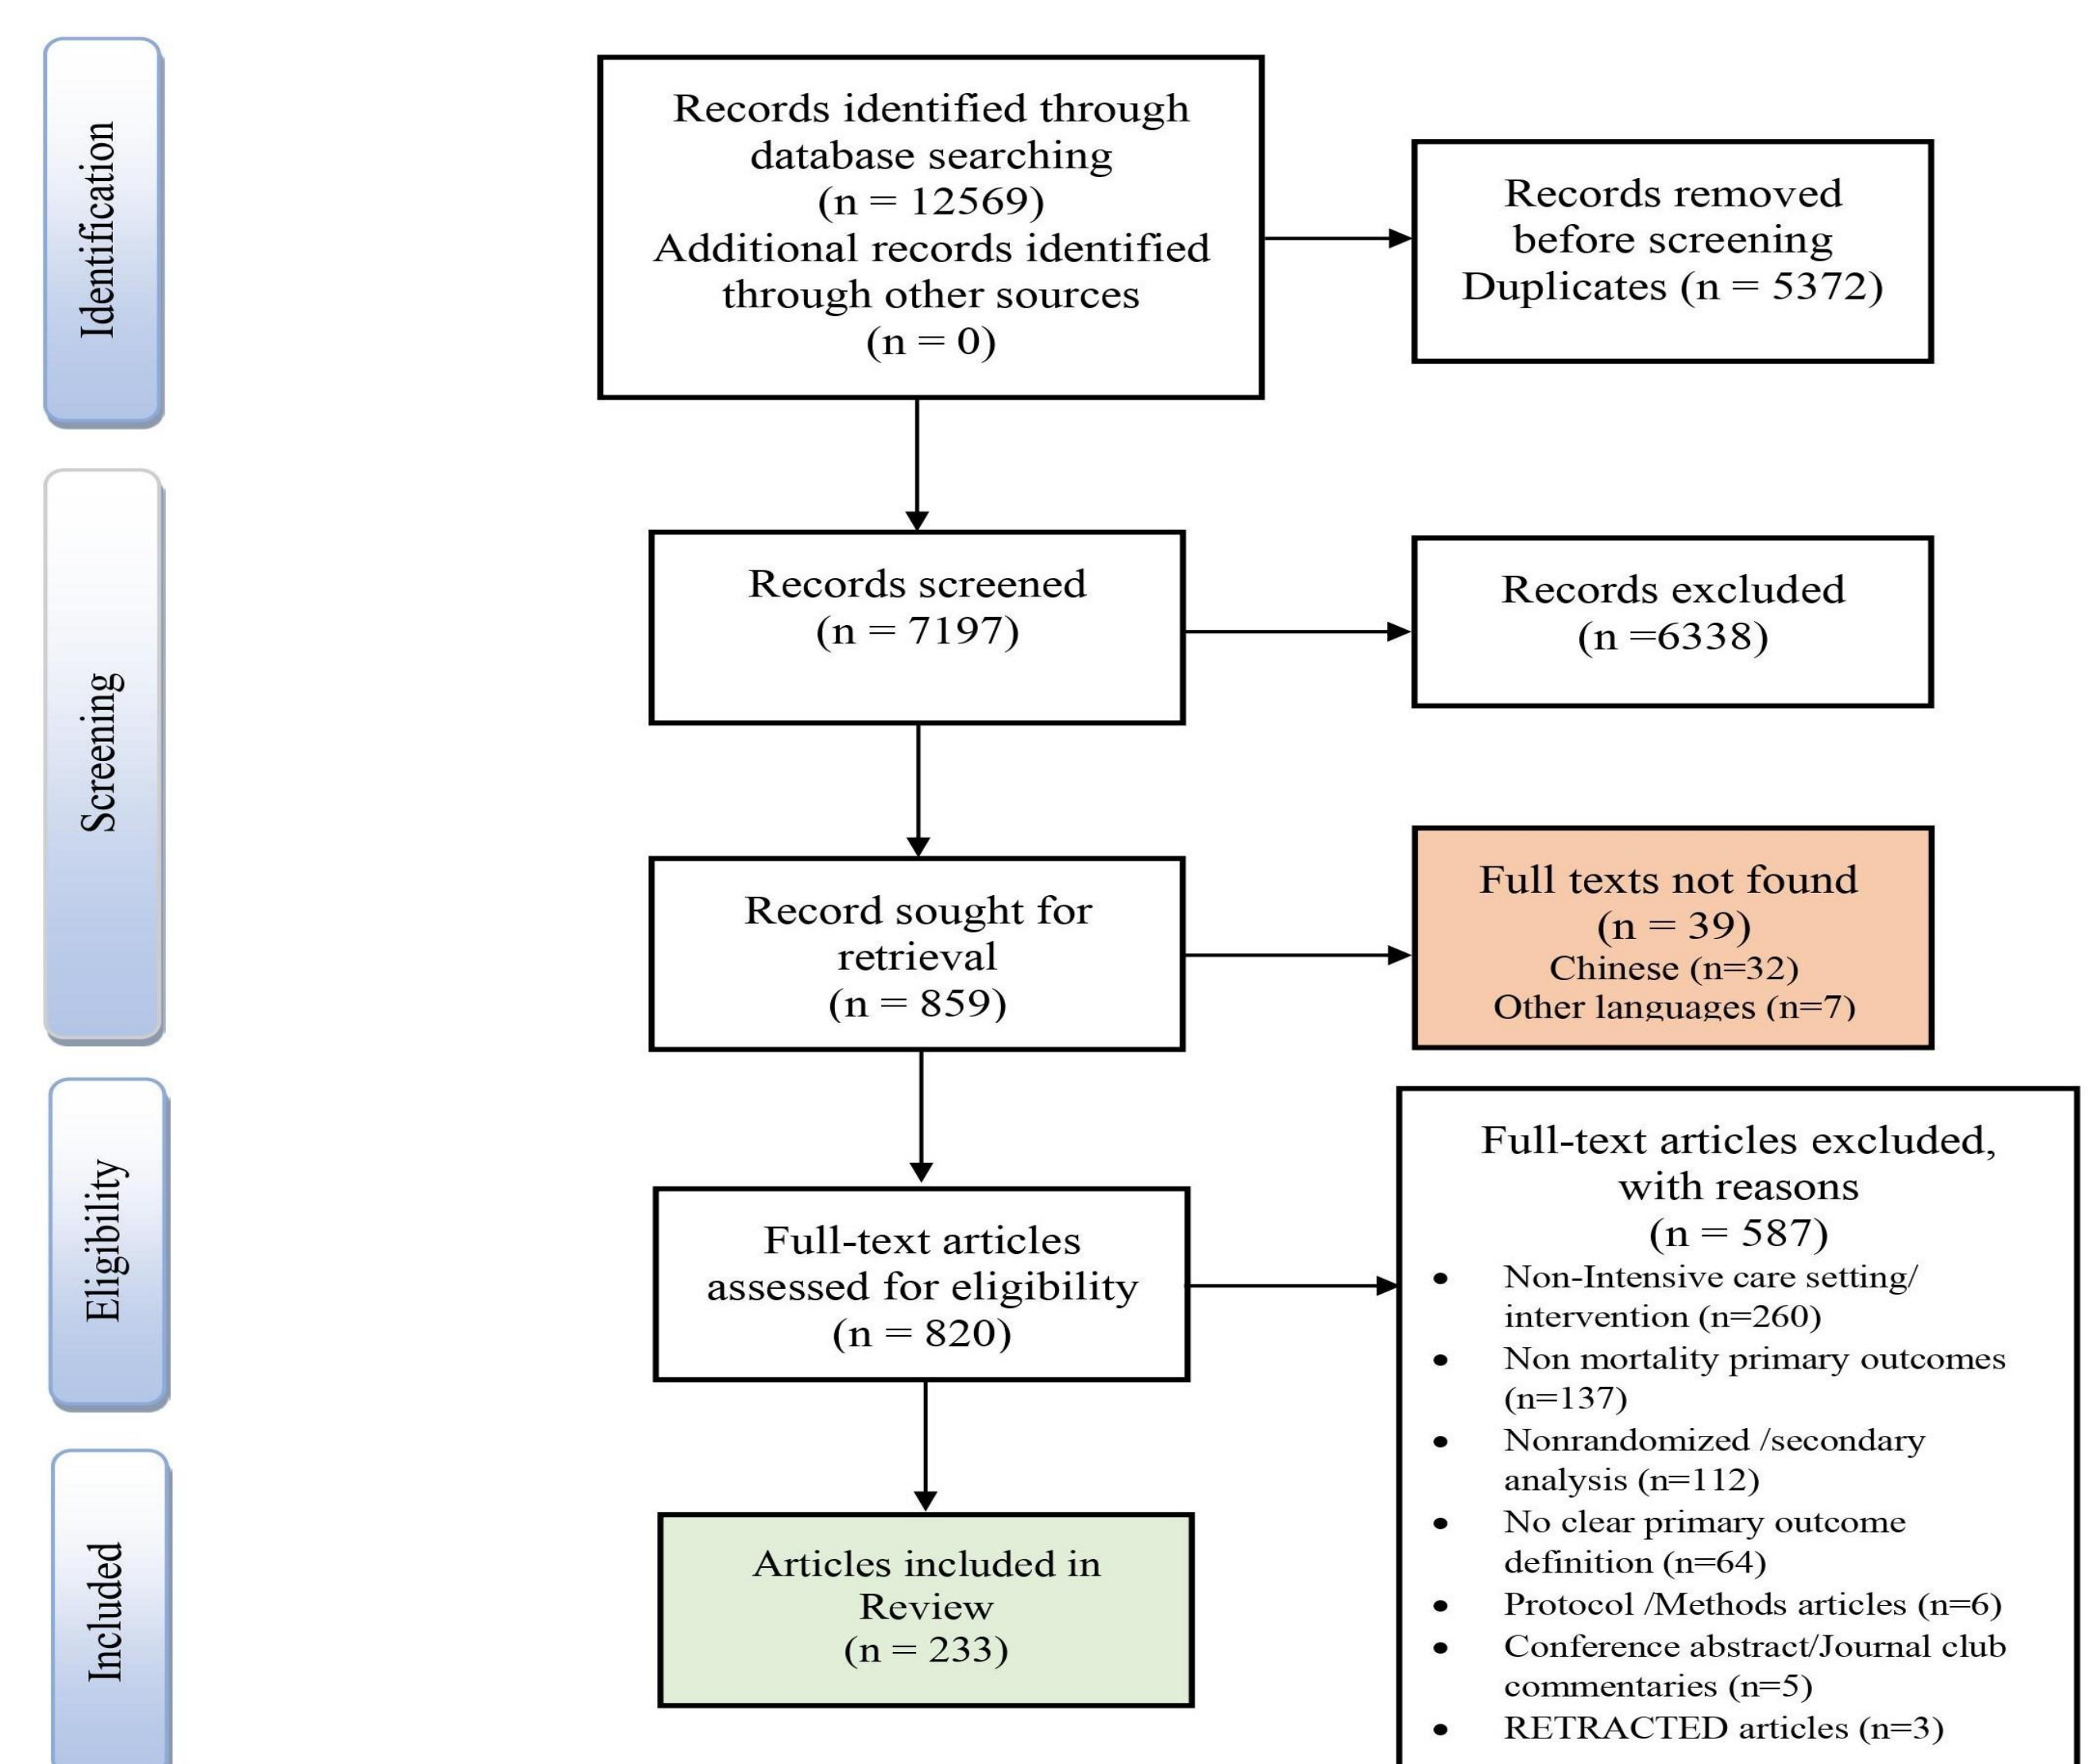 Identification
Records identified through
database searching
(n = 12569)
Additional records identified
through other sources
(n = 0)
Records removed
before screening
Duplicates (n = 5372)
Screening
Records screened
(n = 7197)
Records excluded
(n =6338)
Record sought for
retrieval
(n = 859)
Full texts not found
(n = 39)
Chinese (n=32)
Other languages (n=7)
Eligibility
Full-text articles
assessed for eligibility
(n = 820)
Full-text articles excluded,
with reasons
(n = 587)
• Non-Intensive care setting/
intervention (n=260)
• Non mortality primary outcomes
(n=137)
• Nonrandomized /secondary
analysis (n=112)
• No clear primary outcome
definition (n=64)
• Protocol /Methods articles (n=6)
• Conference abstract/Journal club
commentaries (n=5)
• RETRACTED articles (n=3)
Included
Articles included in
Review
(n = 233)